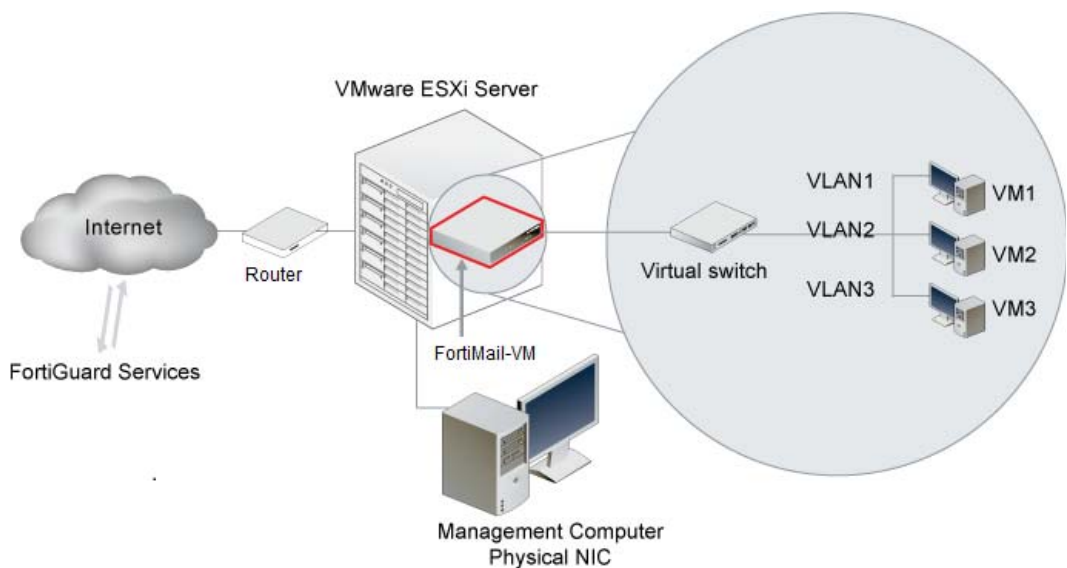 VMware ESXi Server
Internet
Router
FortiGuard Services
FortiMail-VM
Management Computer
Physical NIC
Virtual switch
VLAN1
VM1
VLAN2
VM2
VLAN3
VM3